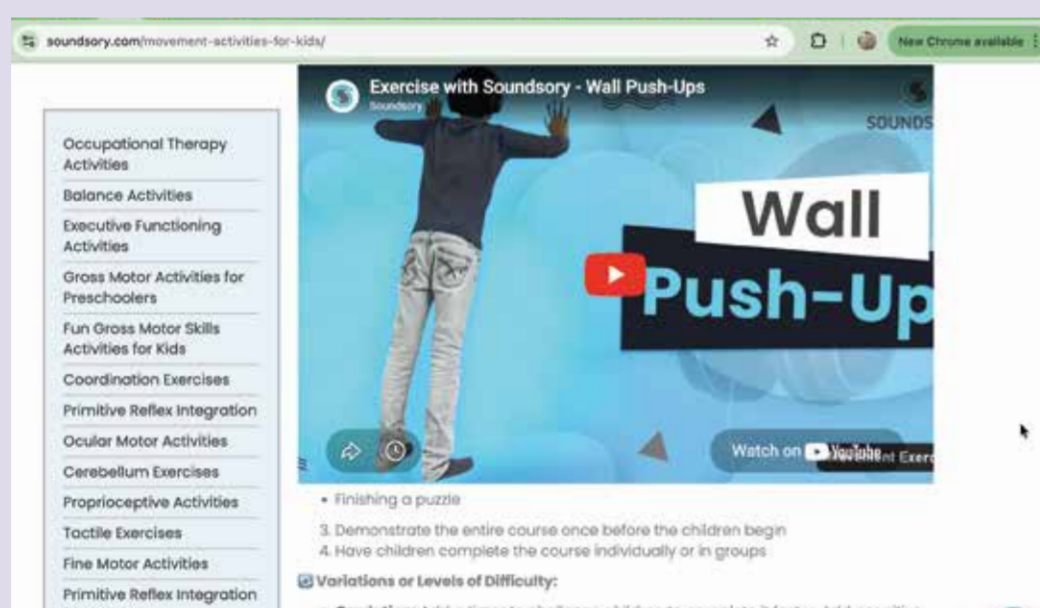 soundsory.com/movement-activities-for-kids/
New Chrome available
Occupational Therapy
Activities
Balance Activities
Executive Functioning
Activities
Gross Motor Activities for
Preschoolers
Fun Gross Motor Skills
Activities for Kids
Coordination Exercises
Primitive Reflex Integration
Ocular Motor Activities
Cerebellum Exercises
Proprioceptive Activities
Tactile Exercises
Fine Motor Activities
Primitive Reflex Integration
Exercise with Soundsory - Wall Push-Ups
Soundsory
SOUNDS
Wall
Push-Up
Watch on YouTube
Exerc
• Finishing a puzzle
3. Demonstrate the entire course once before the children begin
4. Have children complete the course individually or in groups
Variations or Levels of Difficulty: